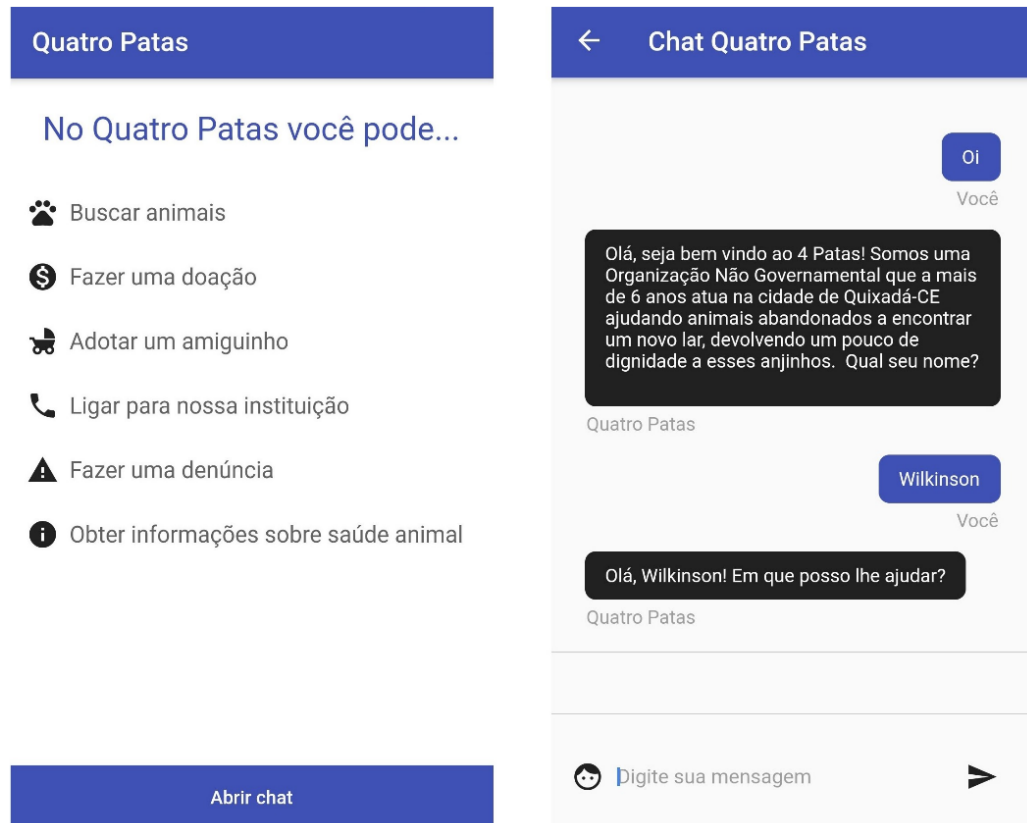 Quatro Patas
No Quatro Patas você pode...
Buscar animais
Fazer uma doação
Adotar um amiguinho
Ligar para nossa instituição
Fazer uma denúncia
Obter informações sobre saúde animal
Abrir chat
Chat Quatro Patas
Oi
Você
Olá, seja bem vindo ao 4 Patas! Somos uma
Organização Não Governamental que a mais
de 6 anos atua na cidade de Quixadá-CE
ajudando animais abandonados a encontrar
um novo lar, devolvendo um pouco de
dignidade a esses anjinhos.  Qual seu nome?
Quatro Patas
Wilkinson
Você
Olá, Wilkinson! Em que posso lhe ajudar?
Quatro Patas
Digite sua mensagem